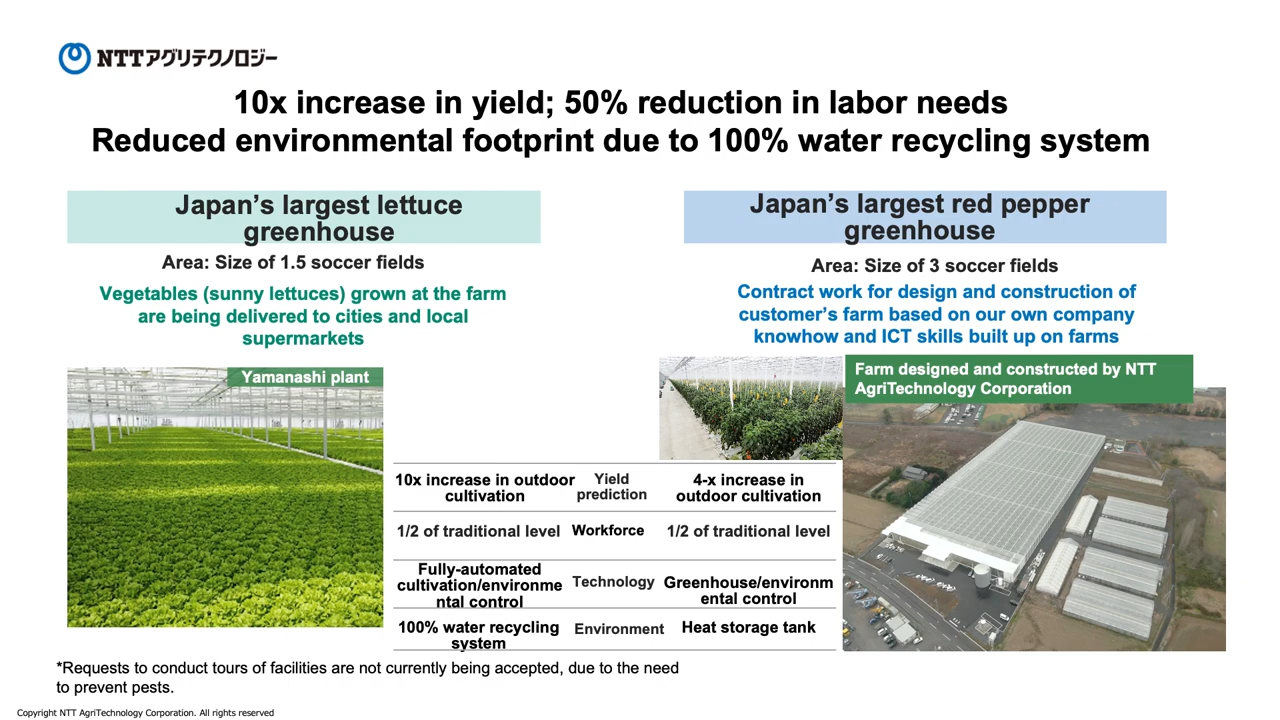 NTTアグリテクノロジー
10x increase in yield; 50% reduction in labor needs
Reduced environmental footprint due to 100% water recycling system
Japan’s largest lettuce
greenhouse
Area: Size of 1.5 soccer fields
Vegetables (sunny lettuces) grown at the farm
are being delivered to cities and local
supermarkets
Yamanashi plant
Japan’s largest red pepper
greenhouse
Area: Size of 3 soccer fields
Contract work for design and construction of
customer’s farm based on our own company
knowhow and ICT skills built up on farms
Farm designed and constructed by NTT
AgriTechnology Corporation
10x increase in outdoor
cultivation
Yield
prediction
4-x increase in
outdoor cultivation
1/2 of traditional level
Workforce
1/2 of traditional level
Fully-automated
cultivation/environme
ntal control
Technology
Greenhouse/environm
ental control
100% water recycling
system
Environment
Heat storage tank
*Requests to conduct tours of facilities are not currently being accepted, due to the need
to prevent pests.
Copyright NTT AgriTechnology Corporation. All rights reserved